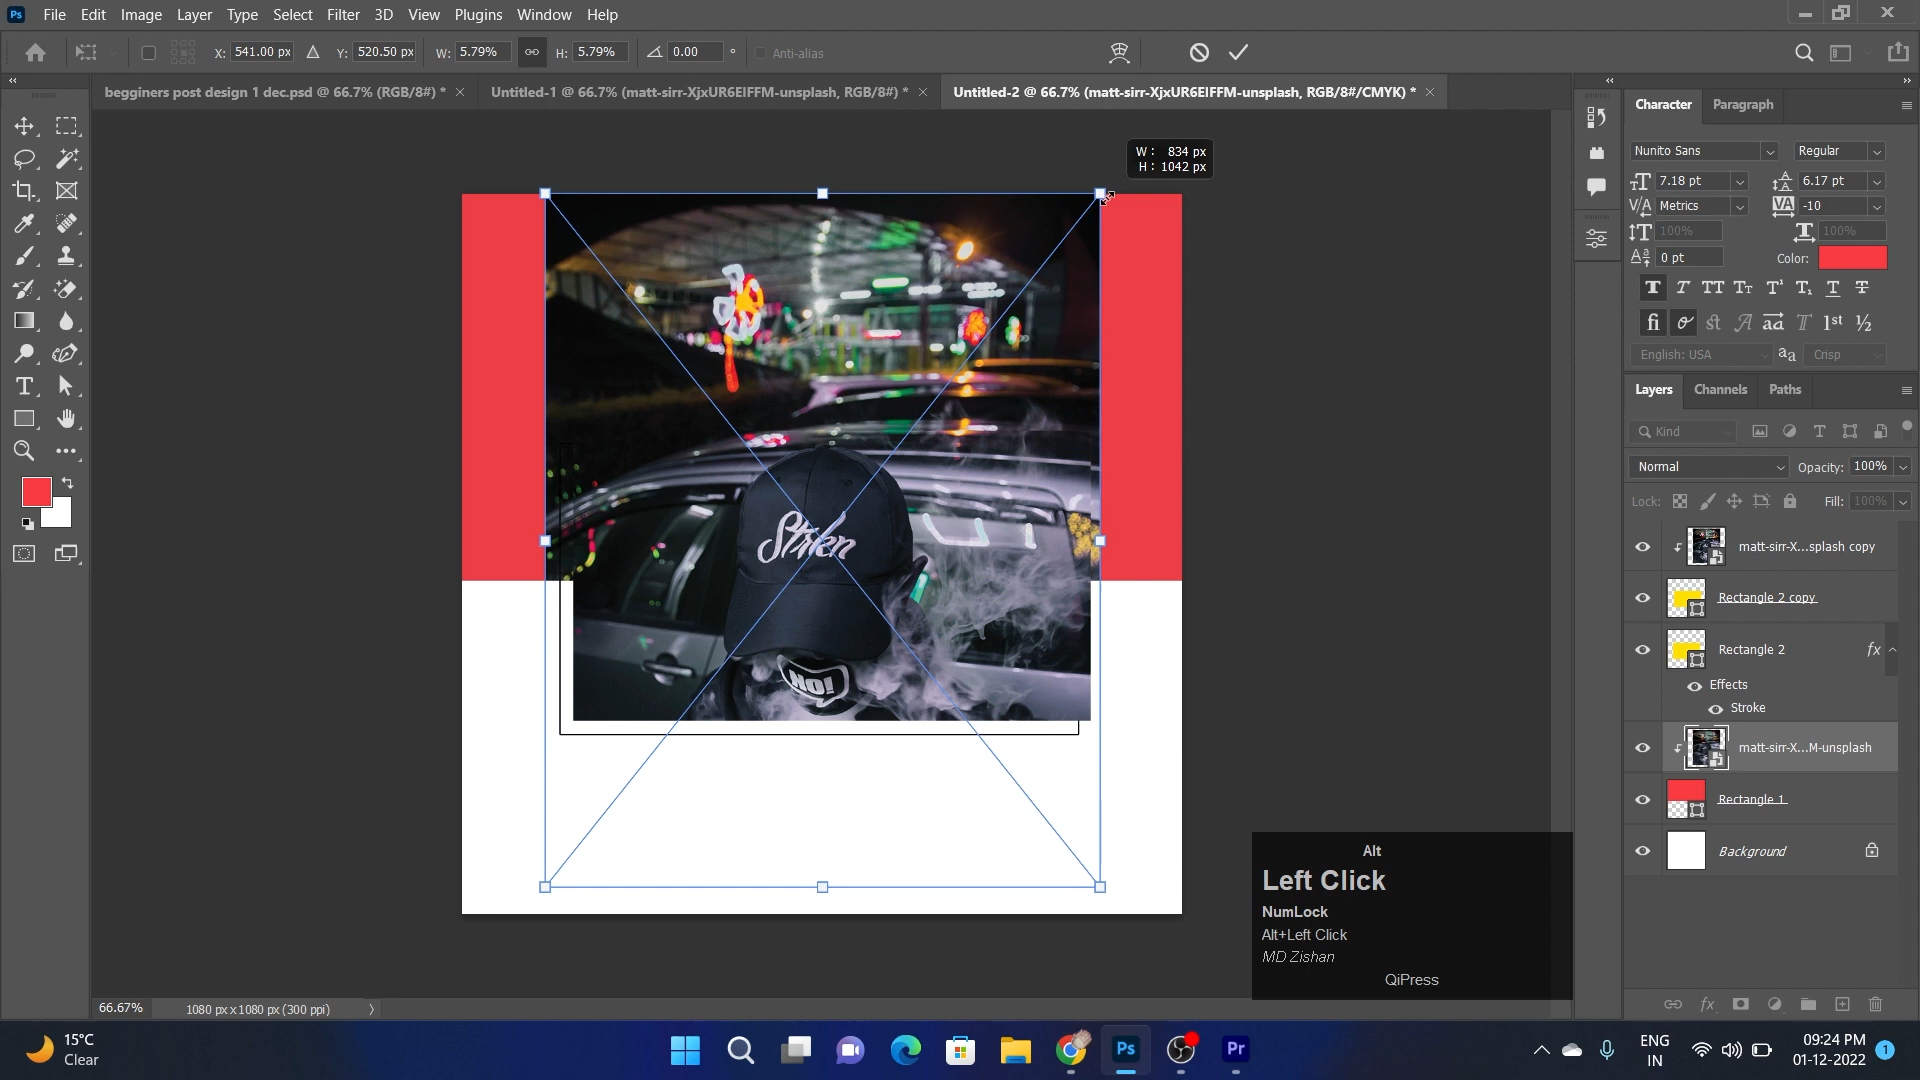 Ps File Edit Image Layer Type Select Filter 3D View Plugins Window Help
X: 541.00 px Y: 520.50 px W: 5.79% H: 5.79% 0.00 ° Anti-alias
begginers post design 1 dec.psd @ 66.7% (RGB/8#) *
Untitled-1 @ 66.7% (matt-sirr-XjxUR6EIFFM-unsplash, RGB/8#) *
Untitled-2 @ 66.7% (matt-sirr-XjxUR6EIFFM-unsplash, RGB/8#/CMYK) *
W: 834 px
H: 1042 px
HO!
Character Paragraph
Nunito Sans Regular
7.18 pt 6.17 pt
Metrics -10
100% 100%
0 pt Color:
English: USA aa Crisp
Layers Channels Paths
Kind
Normal Opacity: 100%
Lock: Fill: 100%
matt-sirr-X...splash copy
Rectangle 2 copy
Rectangle 2 fx
Effects
Stroke
matt-sirr-X...M-unsplash
Rectangle 1
Background
Alt
Left Click
NumLock
Alt+Left Click
MD Zishan
QiPress
66.67% 1080 px x 1080 px (300 ppi)
15°C
Clear
Ps Pr
ENG
IN
09:24 PM
01-12-2022
1